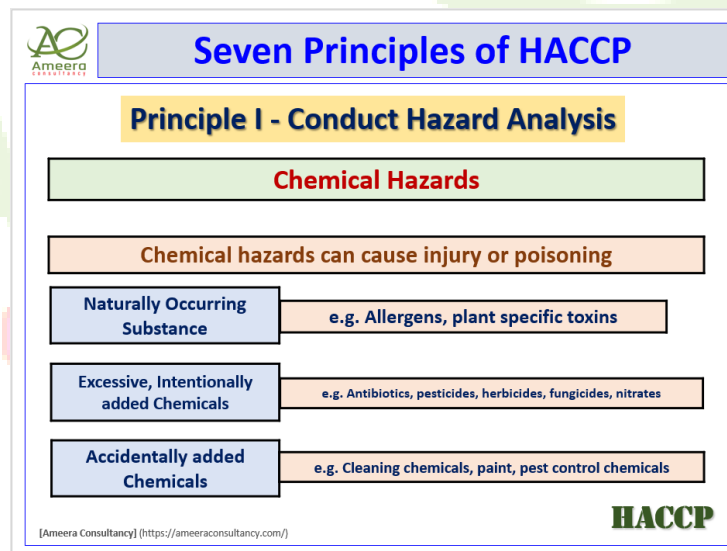 Ameera
consultancy
Seven Principles of HACCP
Principle I - Conduct Hazard Analysis
Chemical Hazards
Chemical hazards can cause injury or poisoning
Naturally Occurring
Substance
e.g. Allergens, plant specific toxins
Excessive, Intentionally
added Chemicals
e.g. Antibiotics, pesticides, herbicides, fungicides, nitrates
Accidentally added
Chemicals
e.g. Cleaning chemicals, paint, pest control chemicals
HACCP
[Ameera Consultancy] (https://ameeraconsultancy.com/)